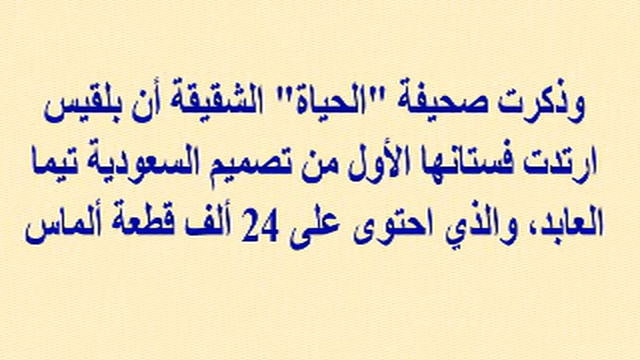 وذكرت صحيفة "الحياة" الشقيقة أن بلقيس
ارتدت فستانها الأول من تصميم السعودية تيما
العابد، والذي احتوى على 24 ألف قطعة ألماس